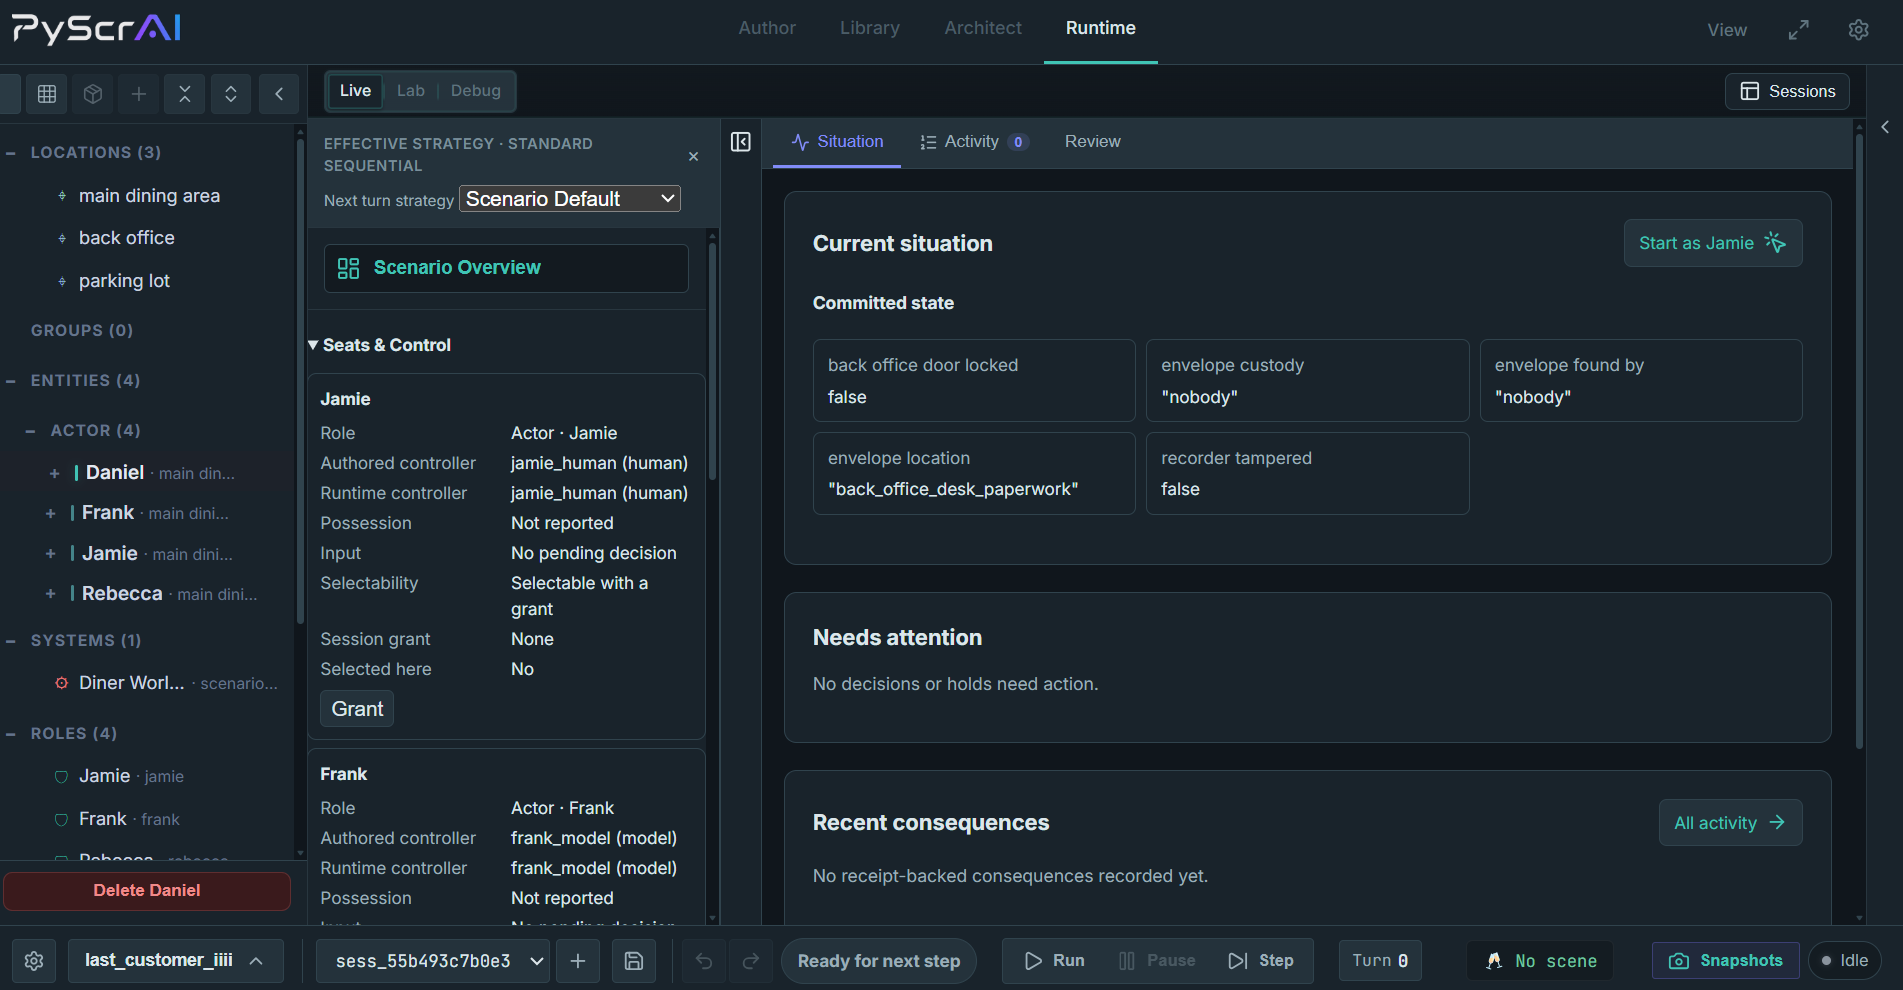 PyScrAI
Author
Library
Architect
Runtime
View
Live
Lab
Debug
Sessions
LOCATIONS (3)
main dining area
back office
parking lot
GROUPS (0)
ENTITIES (4)
ACTOR (4)
Daniel · main din...
Frank · main dini...
Jamie · main dini...
Rebecca · main dini...
SYSTEMS (1)
Diner Worl... · scenario...
ROLES (4)
Jamie · jamie
Frank · frank
Rebecca · rebecca
Delete Daniel
EFFECTIVE STRATEGY · STANDARD
SEQUENTIAL
Next turn strategy Scenario Default
Scenario Overview
Seats & Control
Jamie
Role Actor · Jamie
Authored controller jamie_human (human)
Runtime controller jamie_human (human)
Possession Not reported
Input No pending decision
Selectability Selectable with a
grant
Session grant None
Selected here No
Grant
Frank
Role Actor · Frank
Authored controller frank_model (model)
Runtime controller frank_model (model)
Possession Not reported
Input No pending decision
Situation
Activity 0
Review
Current situation
Start as Jamie
Committed state
back office door locked
false
envelope custody
"nobody"
envelope found by
"nobody"
envelope location
"back_office_desk_paperwork"
recorder tampered
false
Needs attention
No decisions or holds need action.
Recent consequences
All activity
No receipt-backed consequences recorded yet.
last_customer_iiii
sess_55b493c7b0e3
Ready for next step
Run
Pause
Step
Turn 0
No scene
Snapshots
Idle